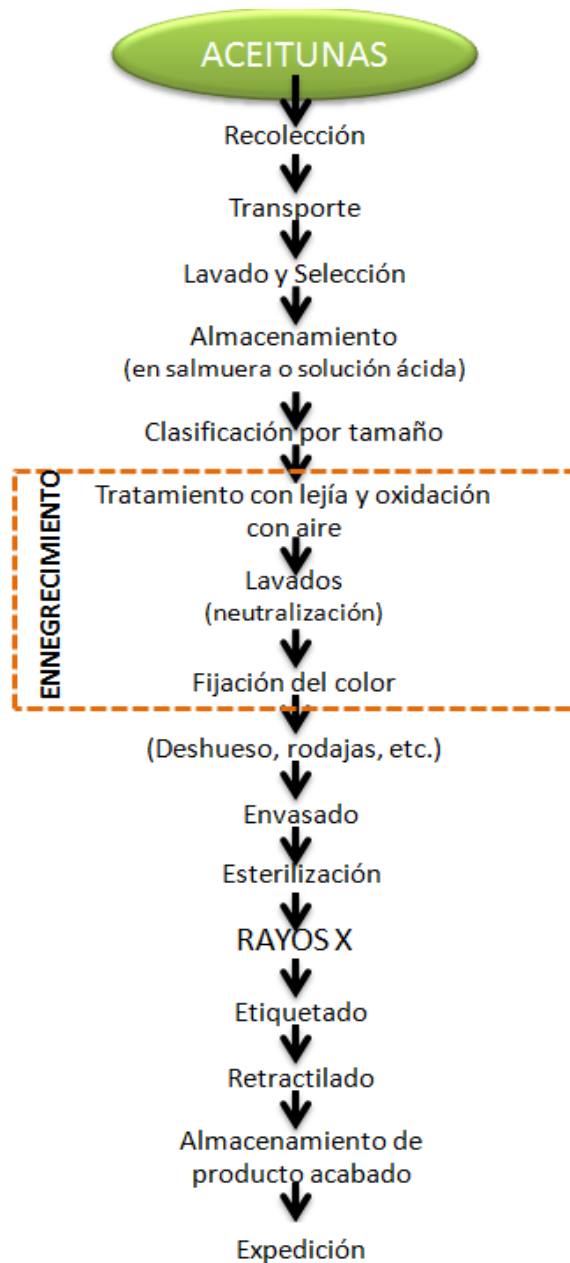 ACEITUNAS
Recolección
Transporte
Lavado y Selección
Almacenamiento
(en salmuera o solución ácida)
Clasificación por tamaño
ENNEGRECIMIENTO
Tratamiento con lejía y oxidación
con aire
Lavados
(neutralización)
Fijación del color
(Deshueso, rodajas, etc.)
Envasado
Esterilización
RAYOS X
Etiquetado
Retractilado
Almacenamiento de
producto acabado
Expedición